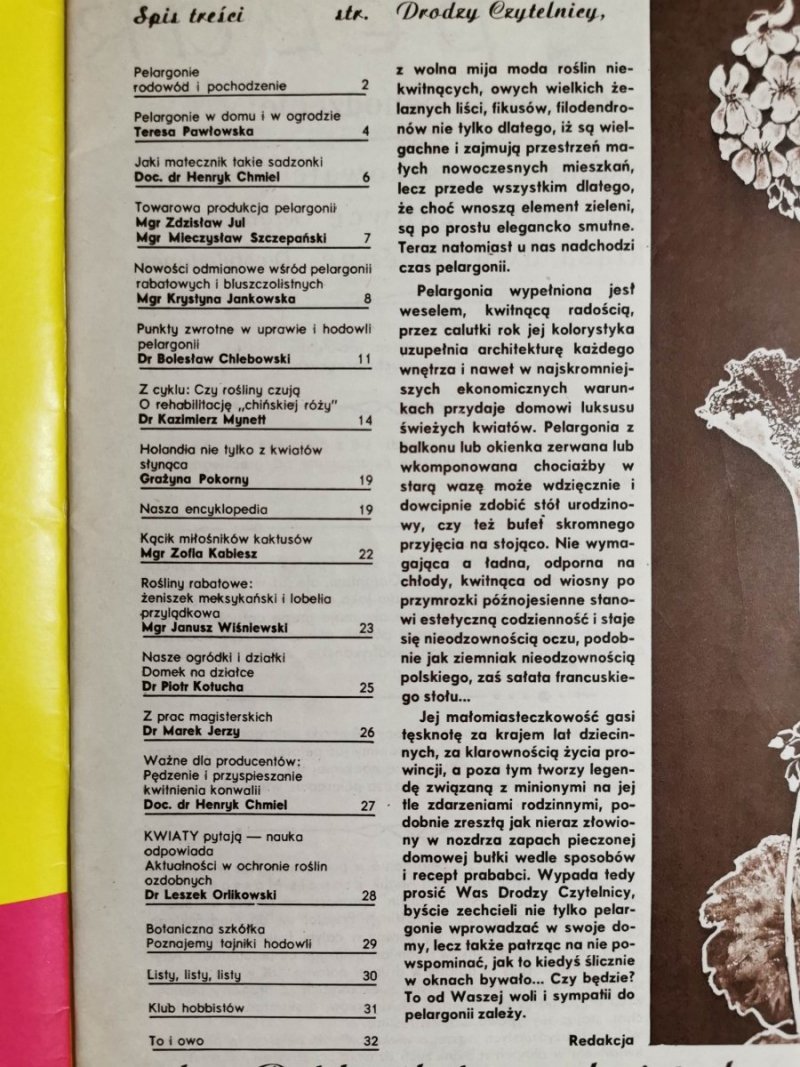 Spis treści str.
Pelargonie
rodowód i pochodzenie 2
Pelargonie w domu i w ogrodzie
Teresa Pawłowska 4
Jaki matecznik takie sadzonki
Doc. dr Henryk Chmiel 6
Towarowa produkcja pelargonii
Mgr Zdzisław Jul
Mgr Mieczysław Szczepański 7
Nowości odmianowe wśród pelargonii
rabatowych i bluszczolistnych
Mgr Krystyna Jankowska 8
Punkty zwrotne w uprawie i hodowli
pelargonii
Dr Bolesław Chlebowski 11
Z cyklu: Czy rośliny czują
O rehabilitację „chińskiej róży”
Dr Kazimierz Mynett 14
Holandia nie tylko z kwiatów
słynąca
Grażyna Pokorny 19
Nasza encyklopedia 19
Kącik miłośników kaktusów
Mgr Zofia Kabiesz 22
Rośliny rabatowe:
żeniszek meksykański i lobelia
przylądkowa
Mgr Janusz Wiśniewski 23
Nasze ogródki i działki
Domek na działce
Dr Piotr Kotucha 25
Z prac magisterskich
Dr Marek Jerzy 26
Ważne dla producentów:
Pędzenie i przyspieszanie
kwitnienia konwalii
Doc. dr Henryk Chmiel 27
KWIATY pytają — nauka
odpowiada
Aktualności w ochronie roślin
ozdobnych
Dr Leszek Orlikowski 28
Botaniczna szkółka
Poznajemy tajniki hodowli 29
Listy, listy, listy 30
Klub hobbistów 31
To i owo 32
Drodzy Czytelnicy,
z wolna mija moda roślin nie-
kwitnących, owych wielkich że-
laznych liści, fikusów, filodendro-
nów nie tylko dlatego, iż są wiel-
gachne i zajmują przestrzeń ma-
łych nowoczesnych mieszkań,
lecz przede wszystkim dlatego,
że choć wnoszą element zieleni,
są po prostu elegancko smutne.
Teraz natomiast u nas nadchodzi
czas pelargonii.
Pelargonia wypełniona jest
weselem, kwitnącą radością,
przez calutki rok jej kolorystyka
uzupełnia architekturę każdego
wnętrza i nawet w najskromniej-
szych ekonomicznych warun-
kach przydaje domowi luksusu
świeżych kwiatów. Pelargonia z
balkonu lub okienka zerwana lub
wkomponowana chociażby w
starą wazę może wdzięcznie i
dowcipnie zdobić stół urodzino-
wy, czy też bufet skromnego
przyjęcia na stojąco. Nie wyma-
gająca a ładna, odporna na
chłody, kwitnąca od wiosny po
przymrozki późnojesienne stano-
wi estetyczną codzienność i staje
się nieodzownością oczu, podob-
nie jak ziemniak nieodzownością
polskiego, zaś sałata francuskie-
go stołu...
Jej małomiasteczkowość gasi
tęsknotę za krajem lat dziecin-
nych, za klarownością życia pro-
wincji, a poza tym tworzy legen-
dę związaną z minionymi na jej
tle zdarzeniami rodzinnymi, po-
dobnie zresztą jak nieraz złowio-
ny w nozdrza zapach pieczonej
domowej bułki wedle sposobów
i recept prababci. Wypada tedy
prosić Was Drodzy Czytelnicy,
byście zechcieli nie tylko pelar-
gonie wprowadzać w swoje do-
my, lecz także patrząc na nie po-
wspominać, jak to kiedyś ślicznie
w oknach bywało... Czy będzie?
To od Waszej woli i sympatii do
pelargonii zależy.
Redakcja